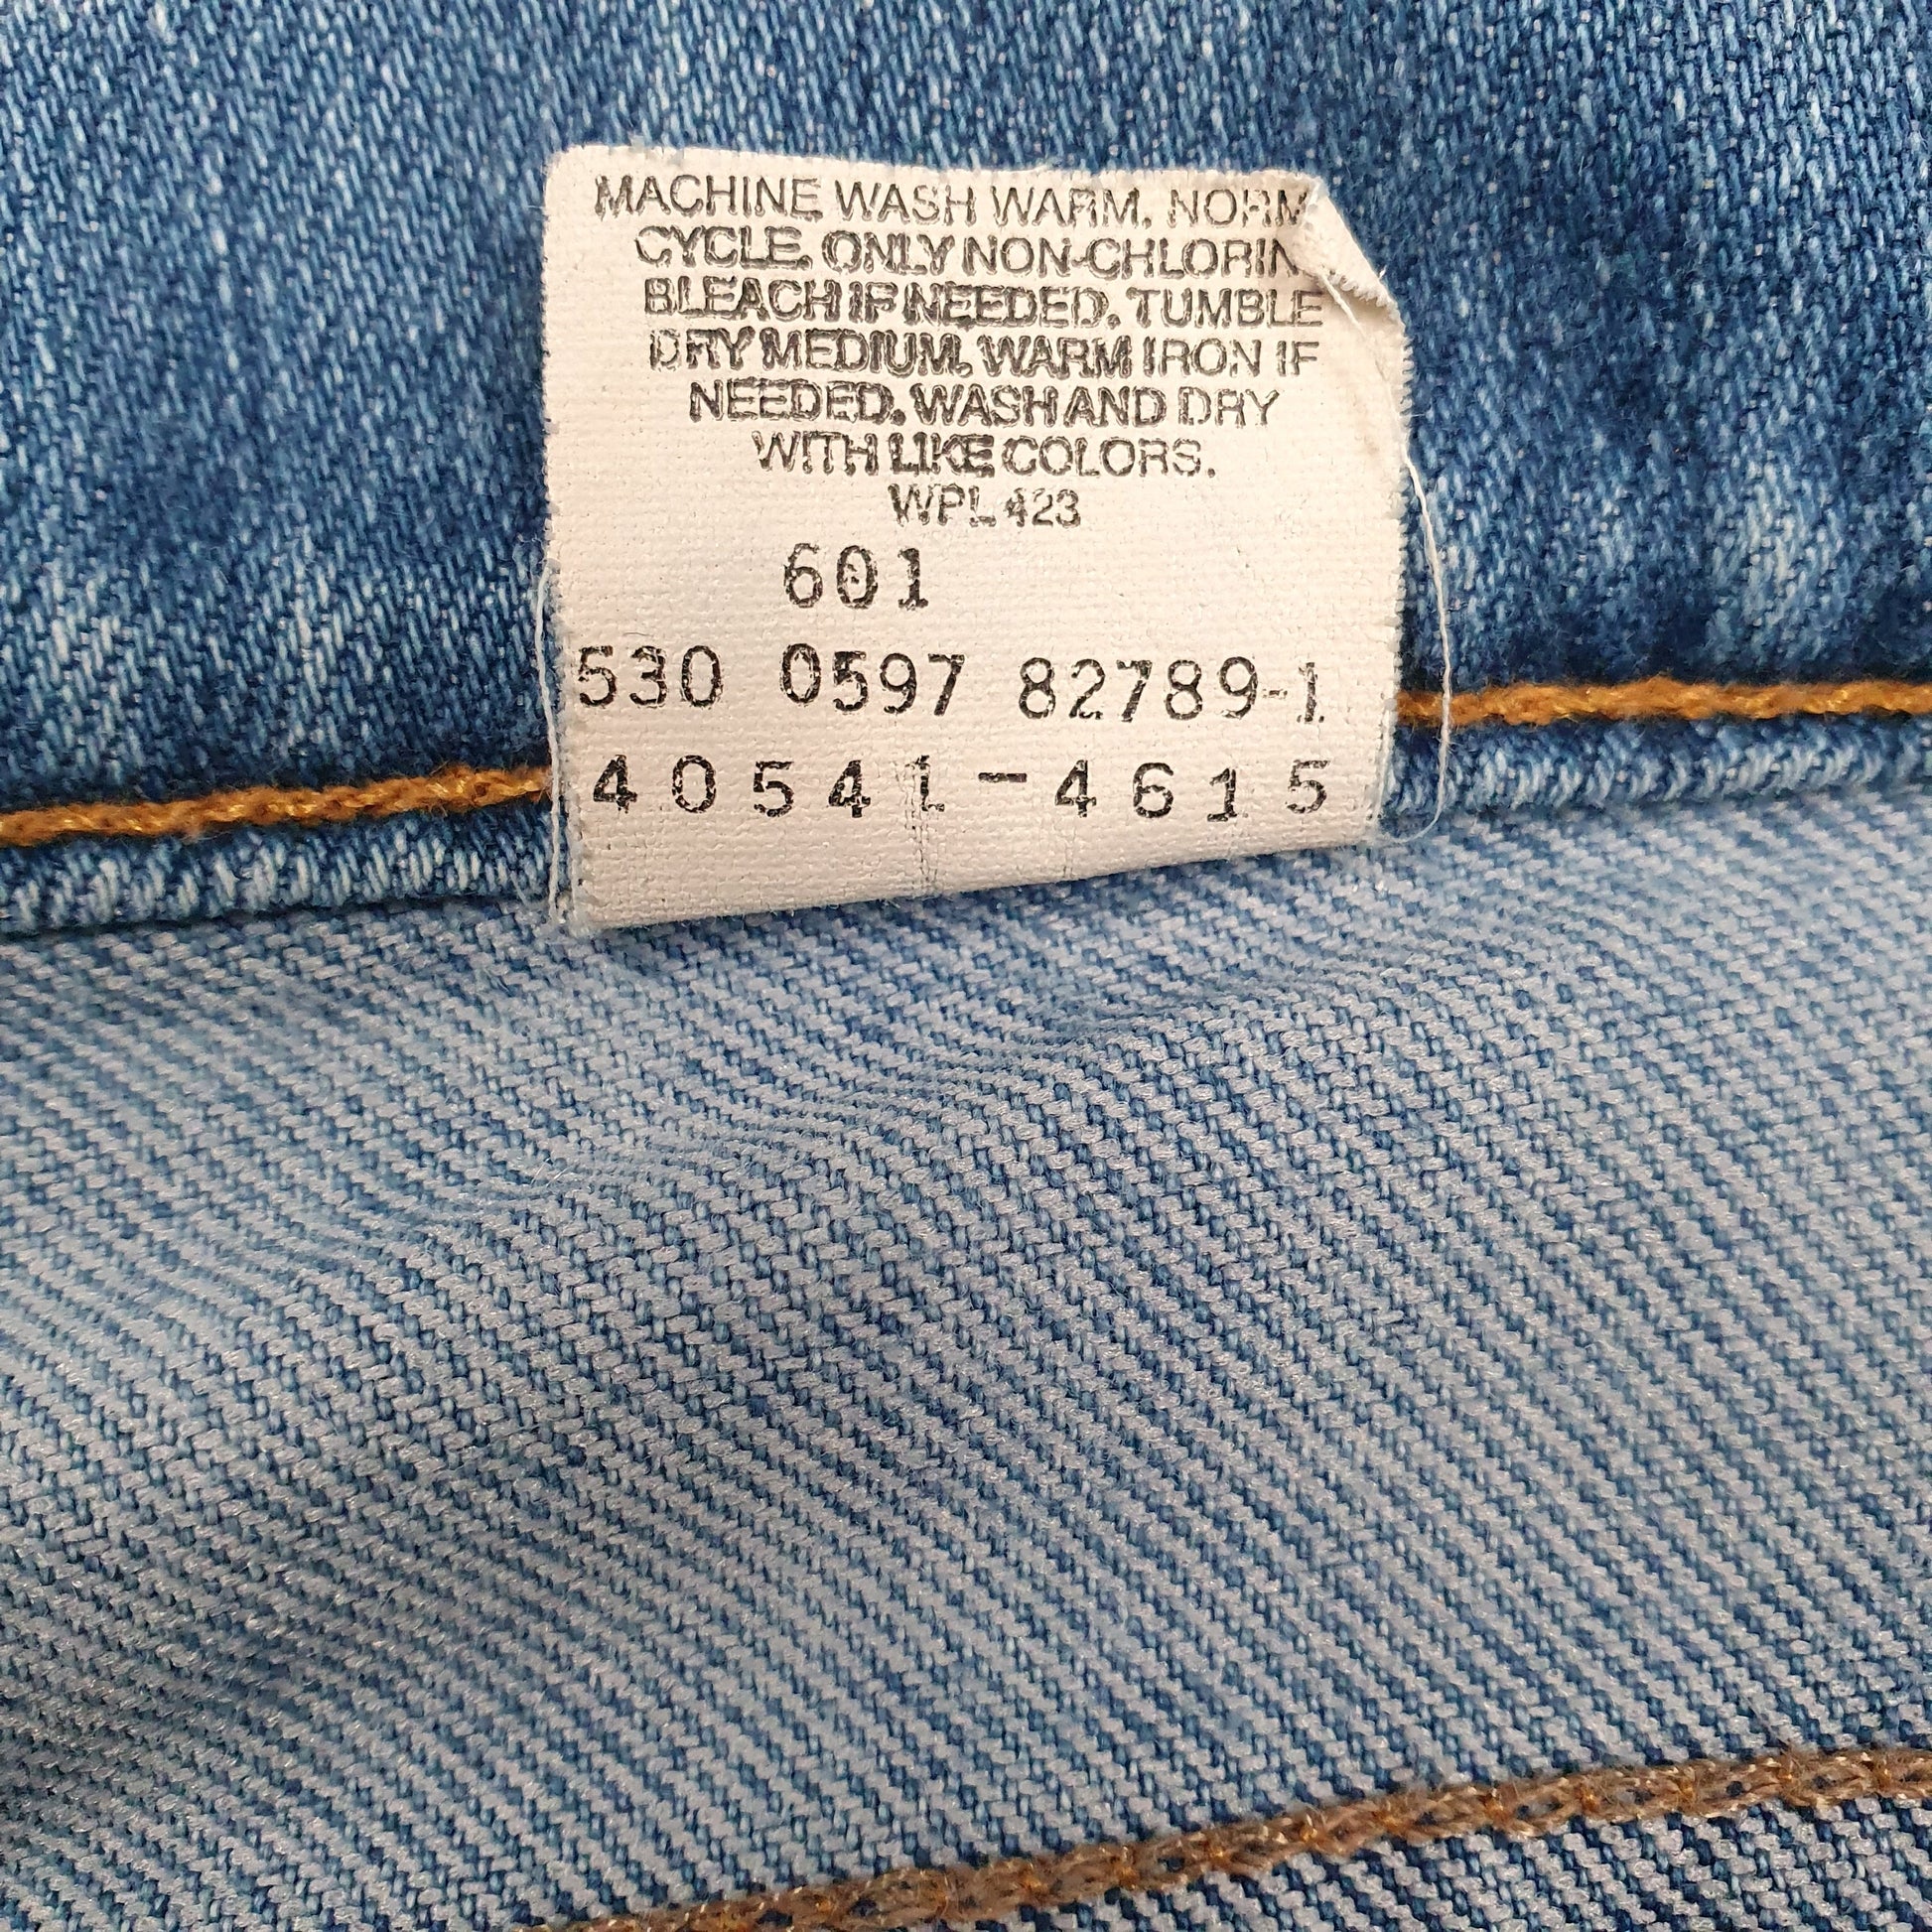 MACHINE WASH WARM. NORM
CYCLE. ONLY NON-CHLORIN
BLEACH IF NEEDED. TUMBLE
DRY MEDIUM. WARM IRON IF
NEEDED. WASH AND DRY
WITH LIKE COLORS.
WPL 423
601
530 0597 82789-1
40541-4615